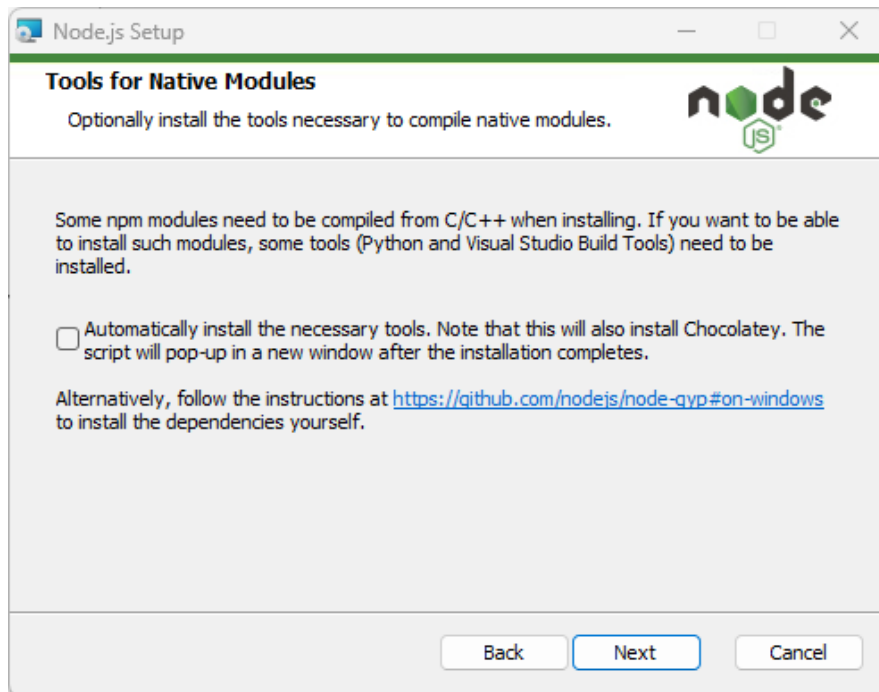 Node.js Setup
Tools for Native Modules
Optionally install the tools necessary to compile native modules.
node
JS
Some npm modules need to be compiled from C/C++ when installing. If you want to be able
to install such modules, some tools (Python and Visual Studio Build Tools) need to be
installed.
Automatically install the necessary tools. Note that this will also install Chocolatey. The
script will pop-up in a new window after the installation completes.
Alternatively, follow the instructions at https://github.com/nodejs/node-gyp#on-windows
to install the dependencies yourself.
Back
Next
Cancel